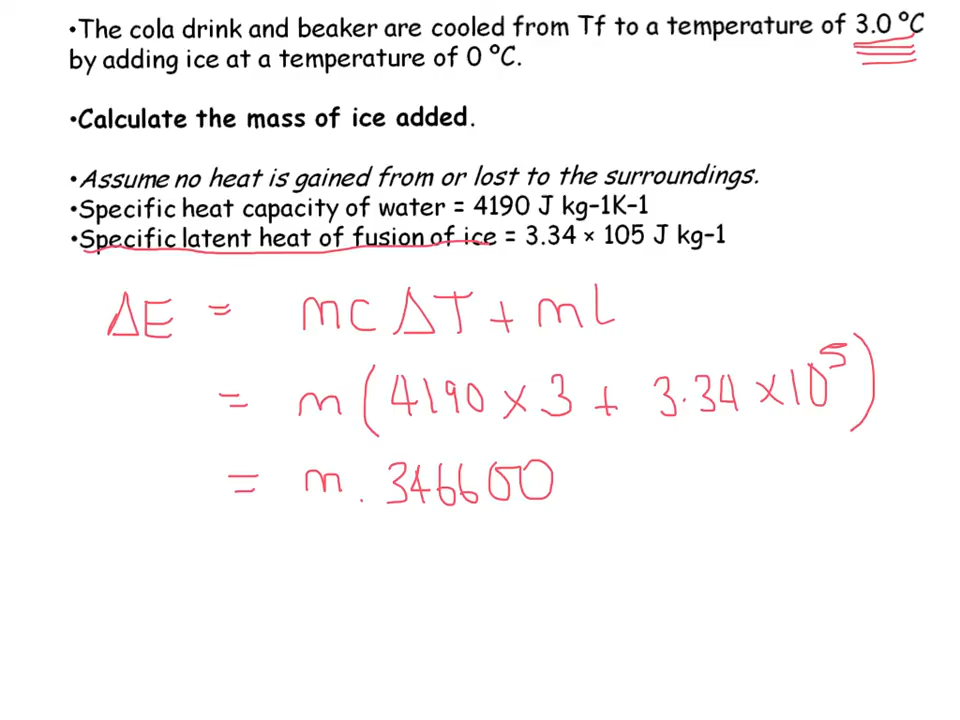 •The cola drink and beaker are cooled from Tf to a temperature of 3.0 °C
by adding ice at a temperature of 0 °C.
•Calculate the mass of ice added.
•Assume no heat is gained from or lost to the surroundings.
•Specific heat capacity of water = 4190 J kg-1K-1
•Specific latent heat of fusion of ice = 3.34 × 105 J kg-1
ΔE = mc ΔT + ml
= m (4190 × 3 + 3.34 × 10⁵)
= m . 346600